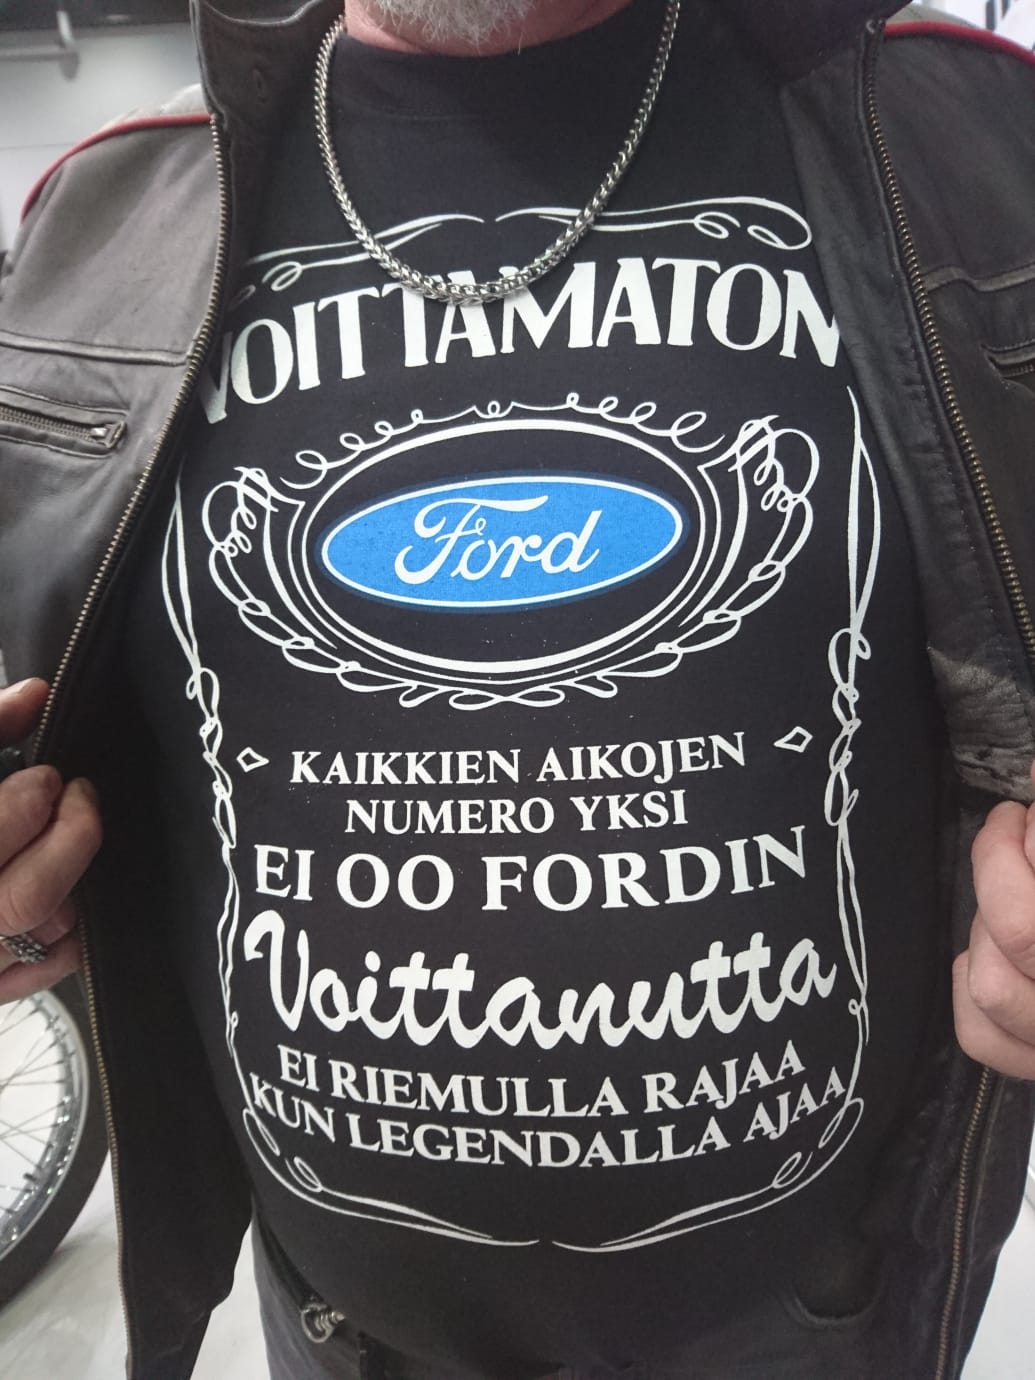 VOITTAMATON
Ford
KAIKKIEN AIKOJEN
NUMERO YKSI
EI OO FORDIN
Voittanutta
EI RIEMULLA RAJAA
KUN LEGENDALLA AJAA